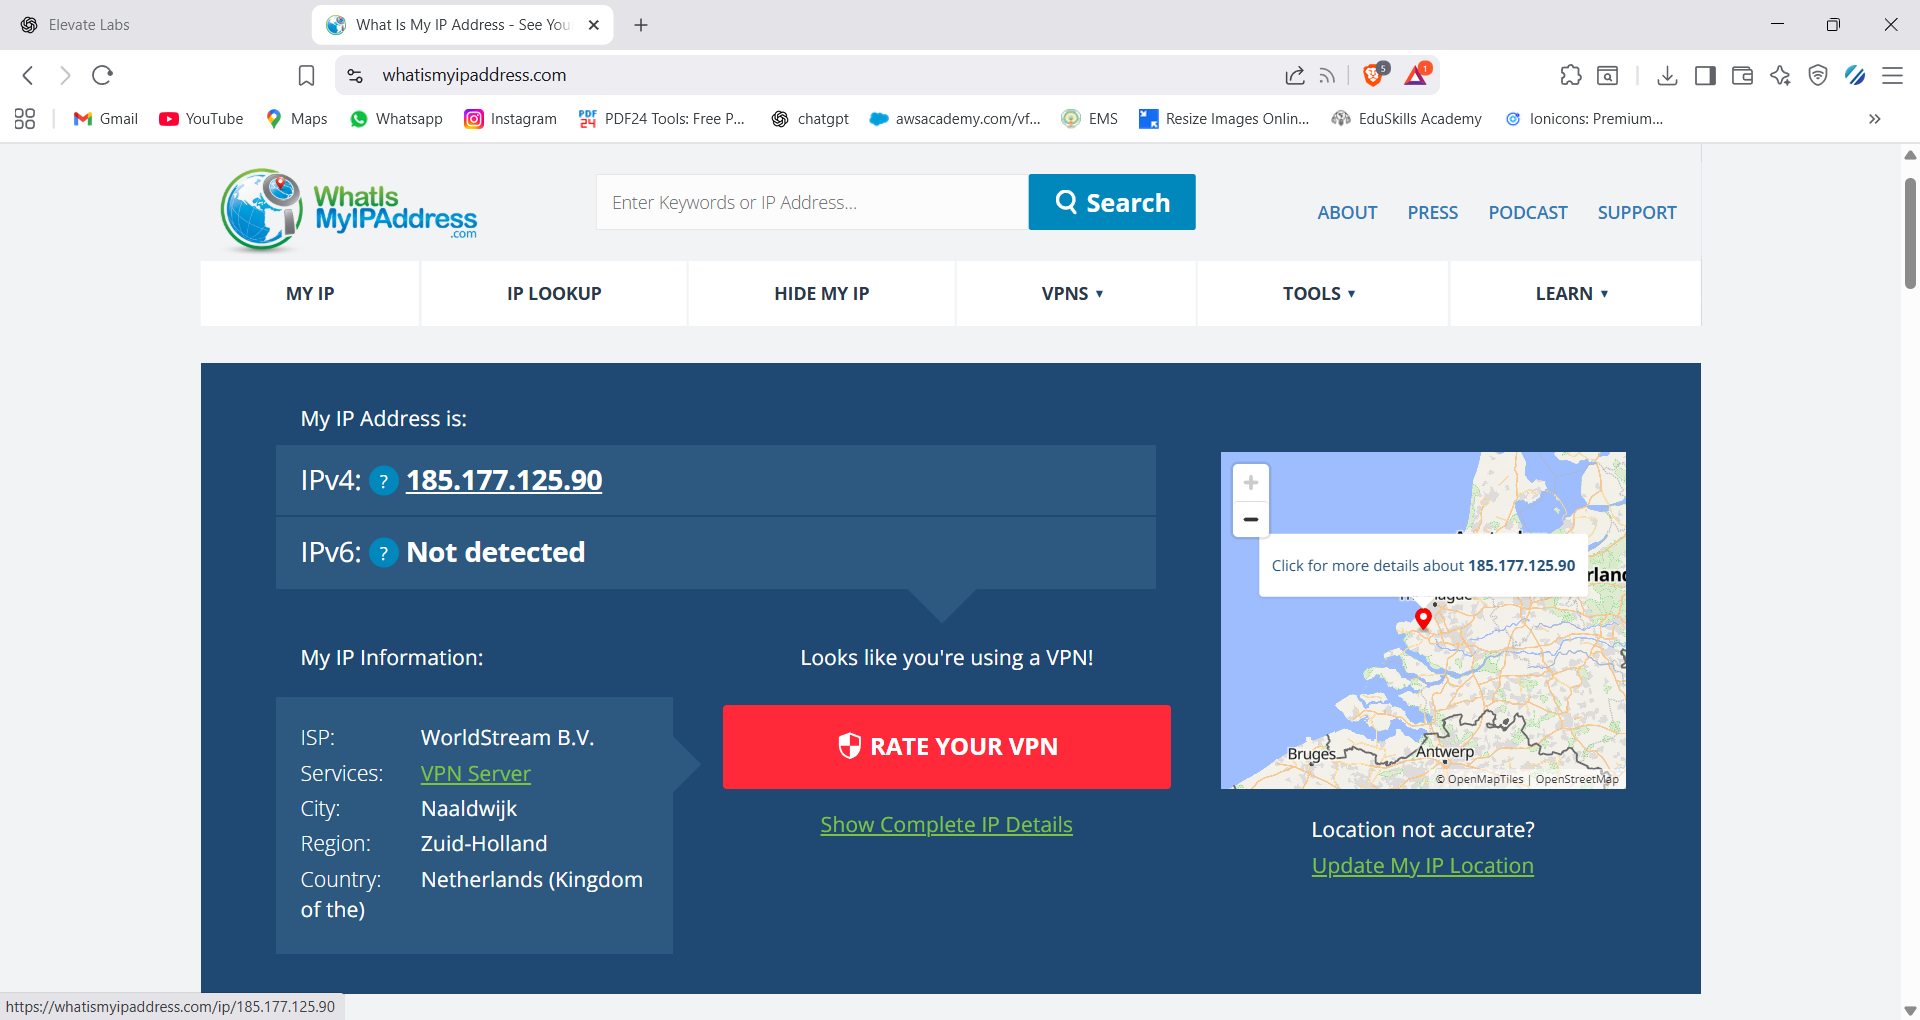 Elevate Labs
What Is My IP Address - See You
whatismyipaddress.com
5
1
Gmail
YouTube
Maps
Whatsapp
Instagram
PDF 24
PDF24 Tools: Free P...
chatgpt
awsacademy.com/vf...
EMS
Resize Images Onlin...
EduSkills Academy
Ionicons: Premium...
WhatIs
MyIPAddress
.com
Enter Keywords or IP Address...
Search
ABOUT
PRESS
PODCAST
SUPPORT
MY IP
IP LOOKUP
HIDE MY IP
VPNS
TOOLS
LEARN
My IP Address is:
IPv4: ? 185.177.125.90
IPv6: ? Not detected
My IP Information:
ISP: WorldStream B.V.
Services: VPN Server
City: Naaldwijk
Region: Zuid-Holland
Country: Netherlands (Kingdom
of the)
Looks like you're using a VPN!
RATE YOUR VPN
Show Complete IP Details
+
−
Click for more details about 185.177.125.90
Bruges
Antwerp
© OpenMapTiles | OpenStreetMap
Location not accurate?
Update My IP Location
https://whatismyipaddress.com/ip/185.177.125.90